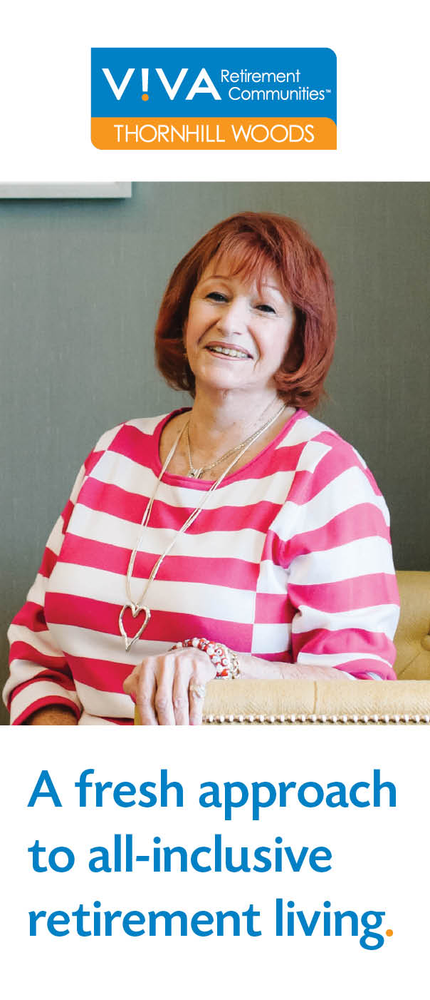 V!VA Retirement
Communities™
THORNHILL WOODS
A fresh approach
to all-inclusive
retirement living.